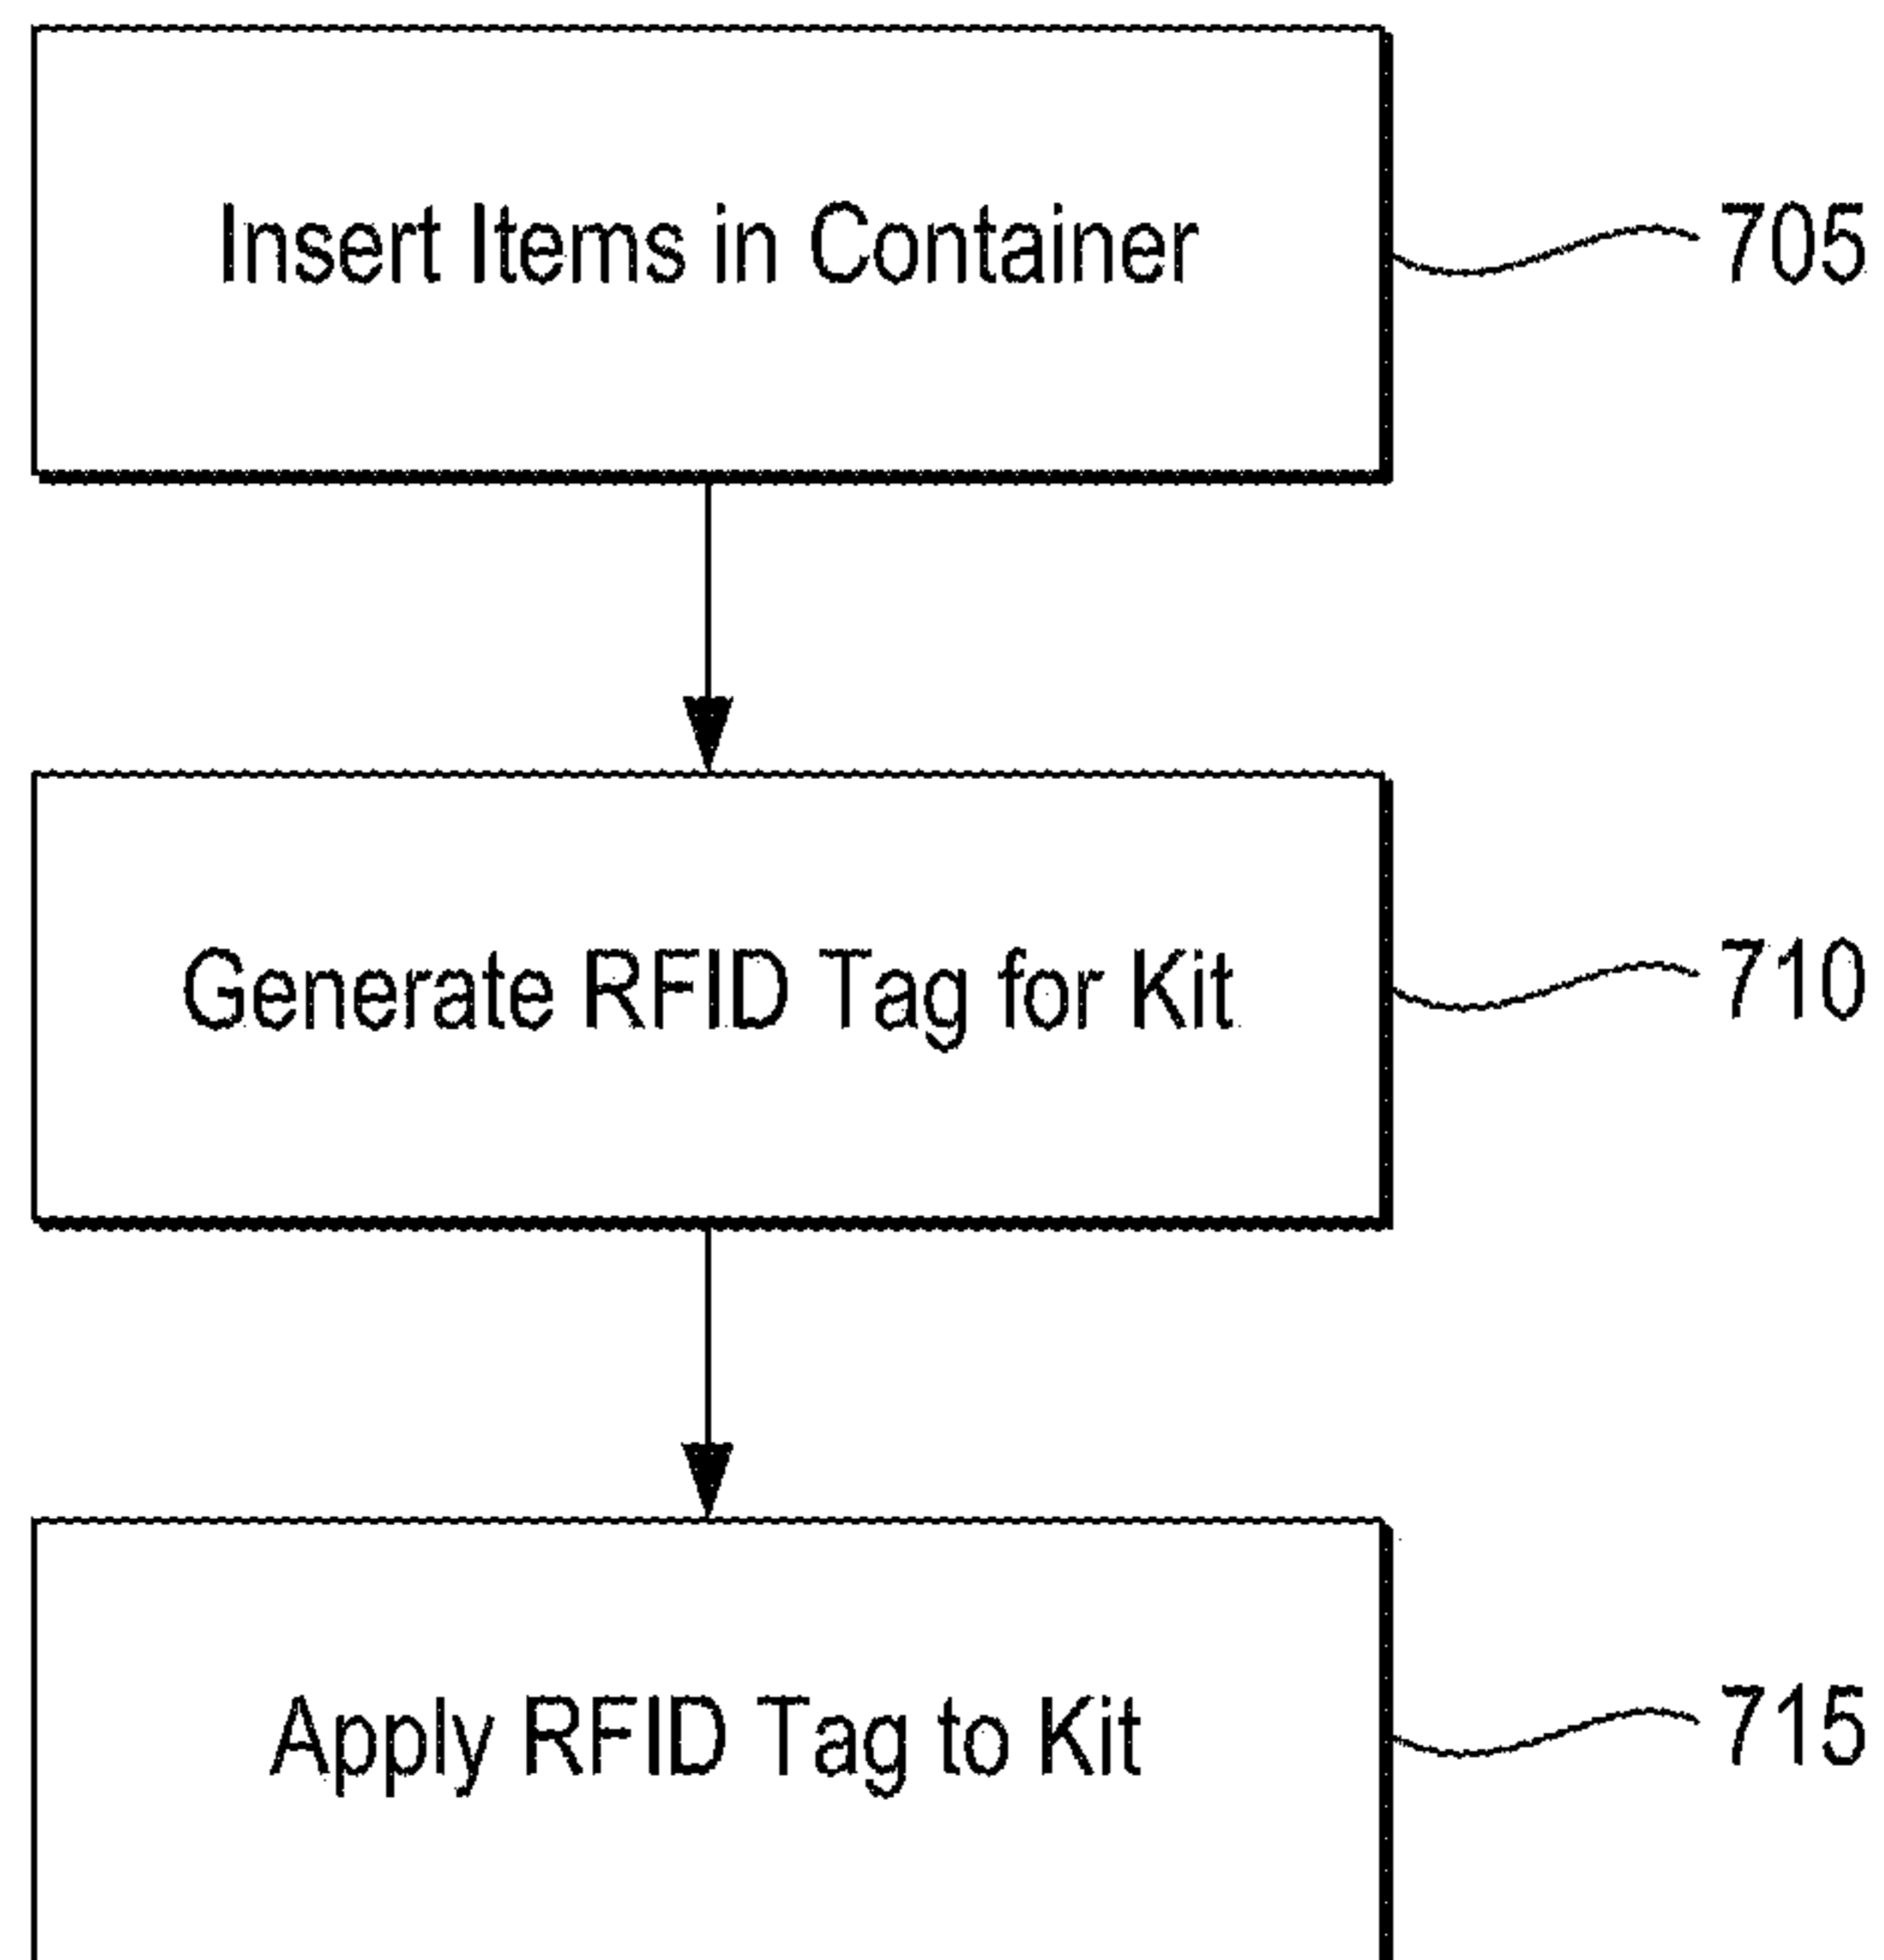 Insert Items in Container
705
Generate RFID Tag for Kit
710
Apply RFID Tag to Kit
715